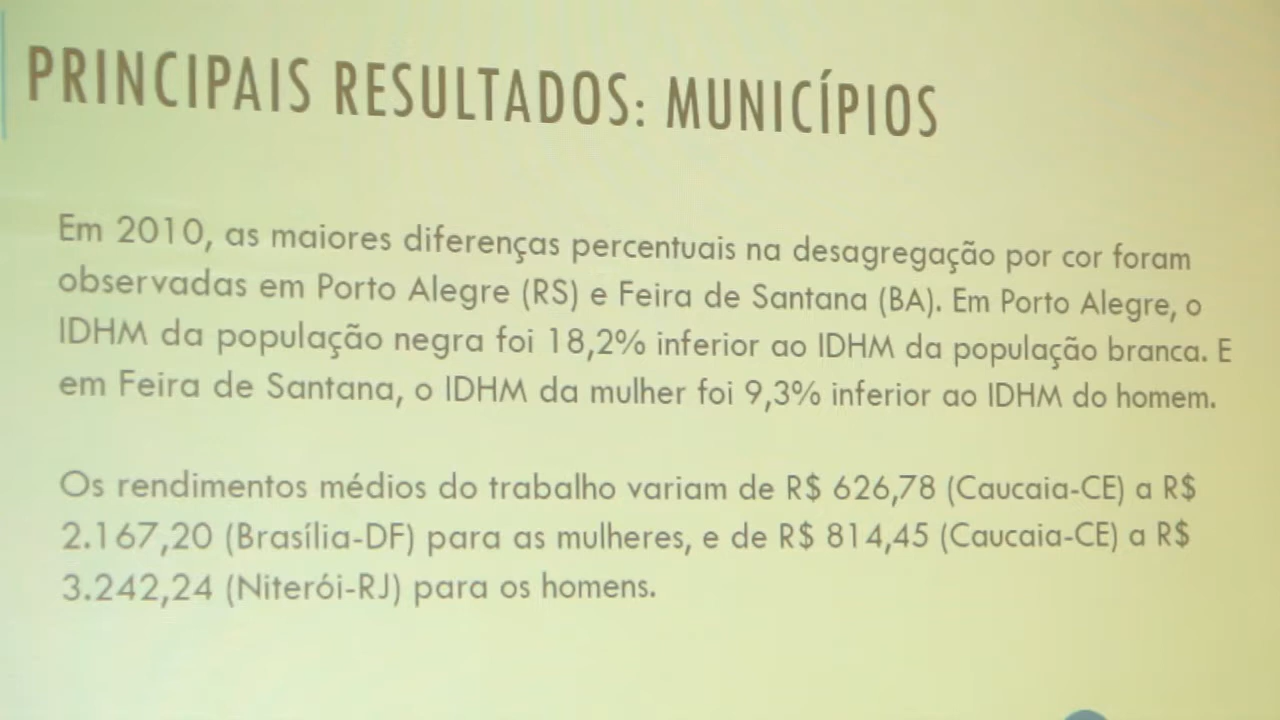 PRINCIPAIS RESULTADOS: MUNICÍPIOS
Em 2010, as maiores diferenças percentuais na desagregação por cor foram
observadas em Porto Alegre (RS) e Feira de Santana (BA). Em Porto Alegre, o
IDHM da população negra foi 18,2% inferior ao IDHM da população branca. E
em Feira de Santana, o IDHM da mulher foi 9,3% inferior ao IDHM do homem.
Os rendimentos médios do trabalho variam de R$ 626,78 (Caucaia-CE) a R$
2.167,20 (Brasília-DF) para as mulheres, e de R$ 814,45 (Caucaia-CE) a R$
3.242,24 (Niterói-RJ) para os homens.